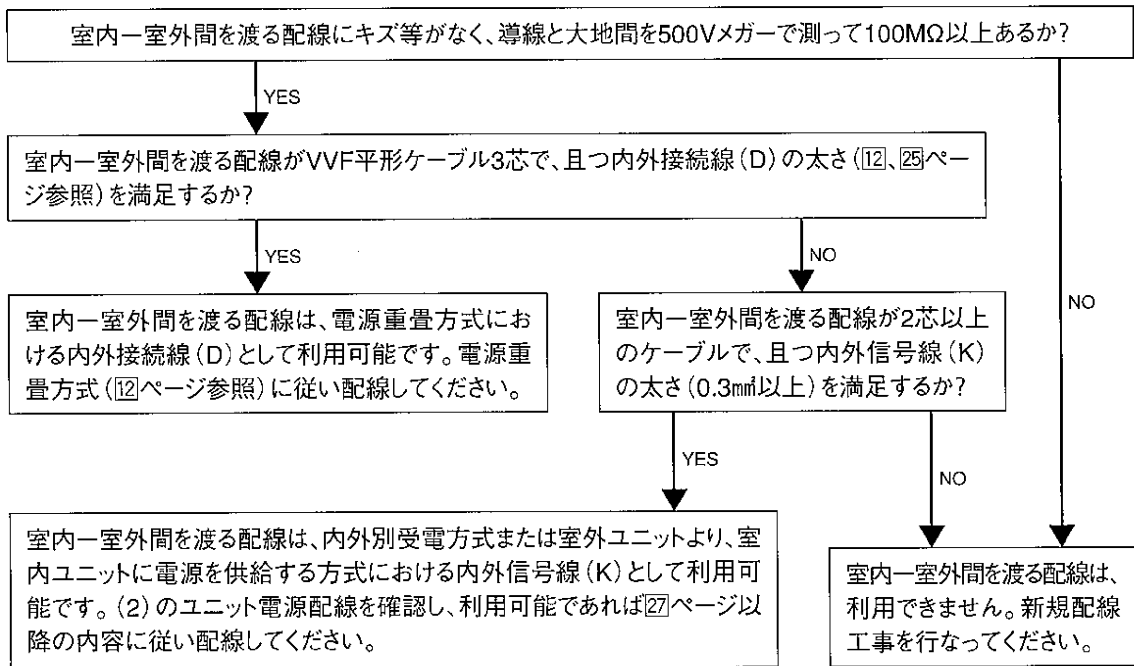 室内ー室外間を渡る配線にキズ等がなく、導線と大地間を500Vメガーで測って100MΩ以上あるか?
YES
室内ー室外間を渡る配線がVVF平形ケーブル3芯で、且つ内外接続線(D)の太さ(12、25ペー
ジ参照)を満足するか?
YES
NO
NO
室内ー室外間を渡る配線は、電源重畳方式にお
ける内外接続線(D)として利用可能です。電源重
畳方式(12ページ参照)に従い配線してください。
室内ー室外間を渡る配線が2芯以上
のケーブルで、且つ内外信号線(K)
の太さ(0.3m㎡以上)を満足するか?
YES
NO
室内ー室外間を渡る配線は、内外別受電方式または室外ユニットより、室
内ユニットに電源を供給する方式における内外信号線(K)として利用可
能です。(2)のユニット電源配線を確認し、利用可能であれば27ページ以
降の内容に従い配線してください。
室内ー室外間を渡る配線は、
利用できません。新規配線
工事を行なってください。